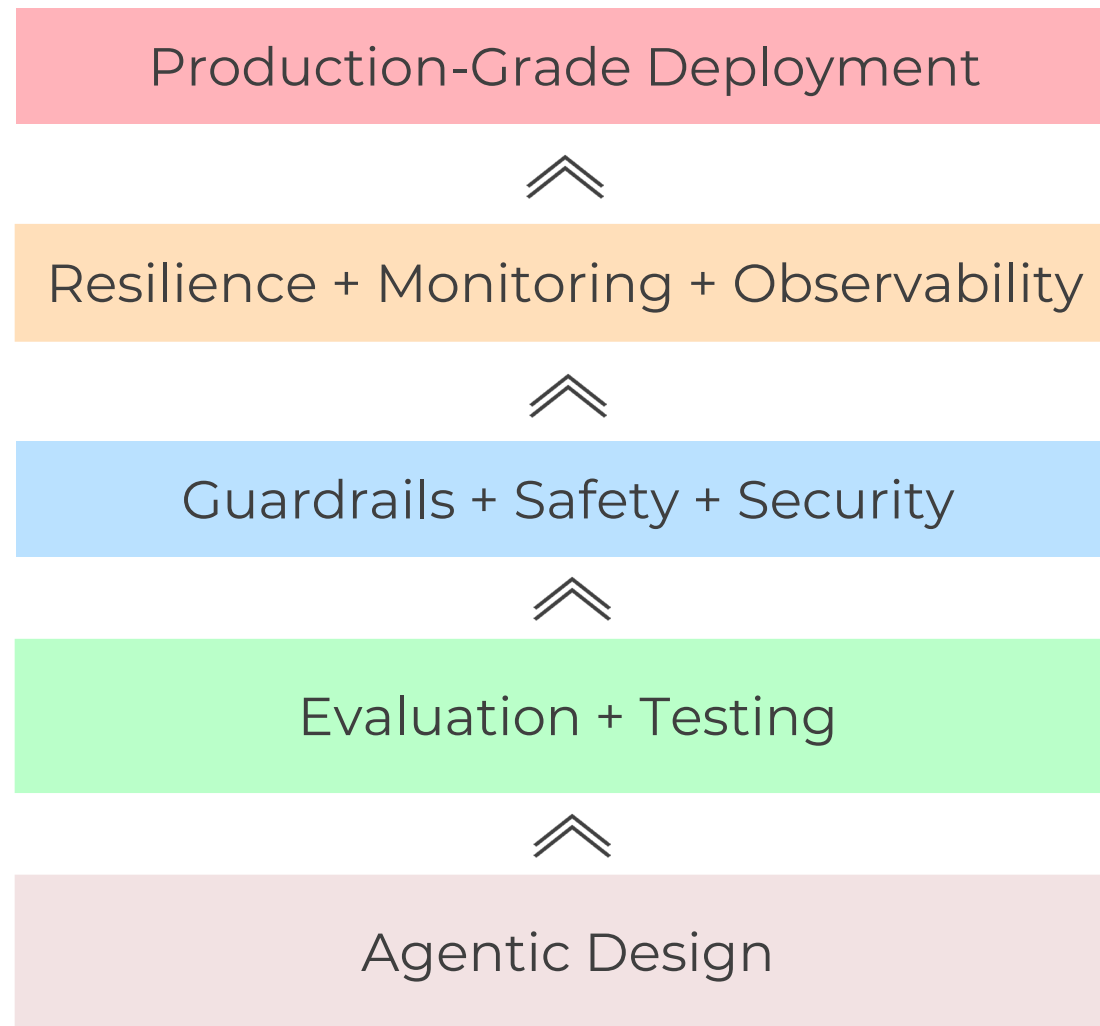 Production-Grade Deployment
Resilience + Monitoring + Observability
Guardrails + Safety + Security
Evaluation + Testing
Agentic Design